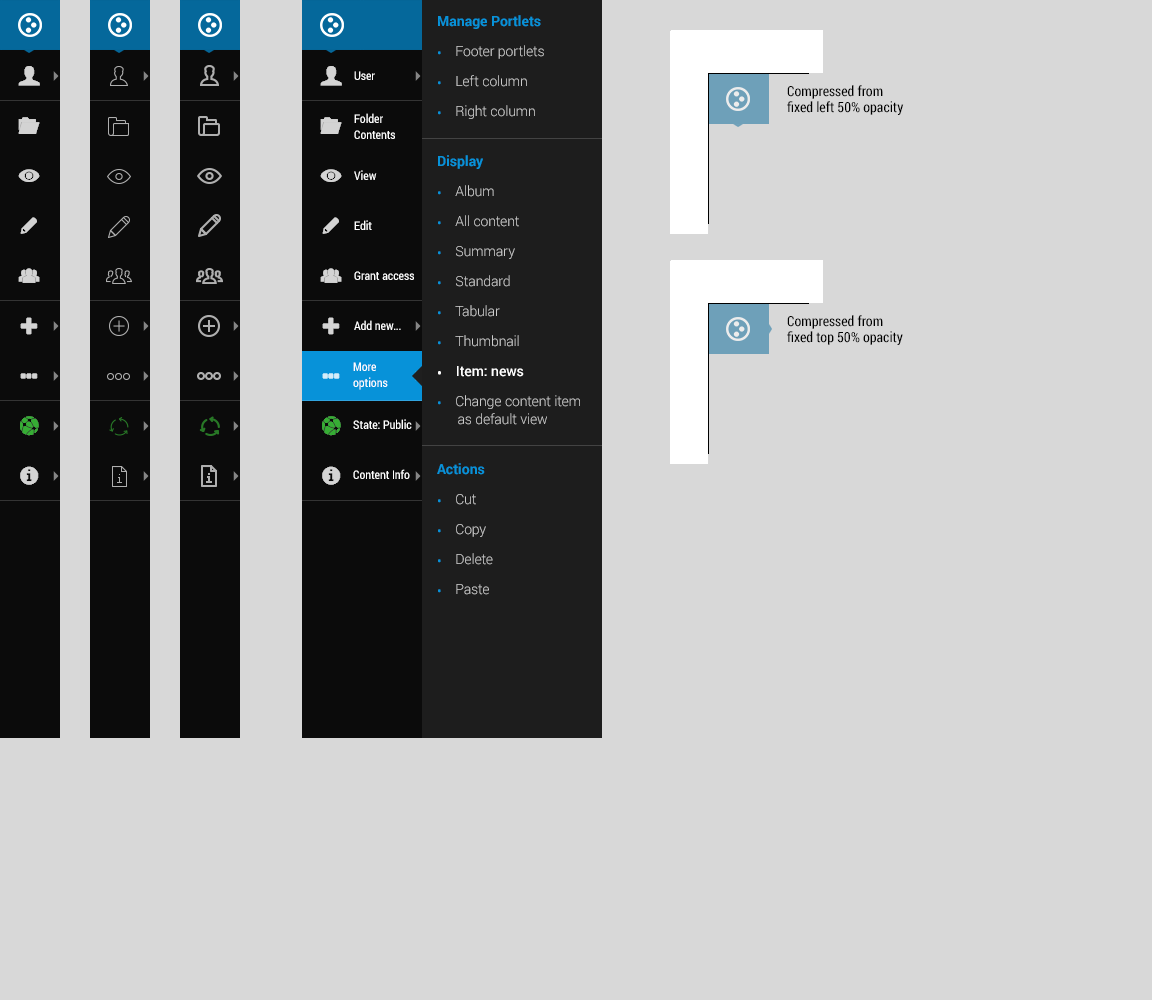 User
Folder
Contents
View
Edit
Grant access
Add new...
More
options
State: Public
Content Info
Manage Portlets
Footer portlets
Left column
Right column
Display
Album
All content
Summary
Standard
Tabular
Thumbnail
Item: news
Change content item
as default view
Actions
Cut
Copy
Delete
Paste
Compressed from
fixed left 50% opacity
Compressed from
fixed top 50% opacity